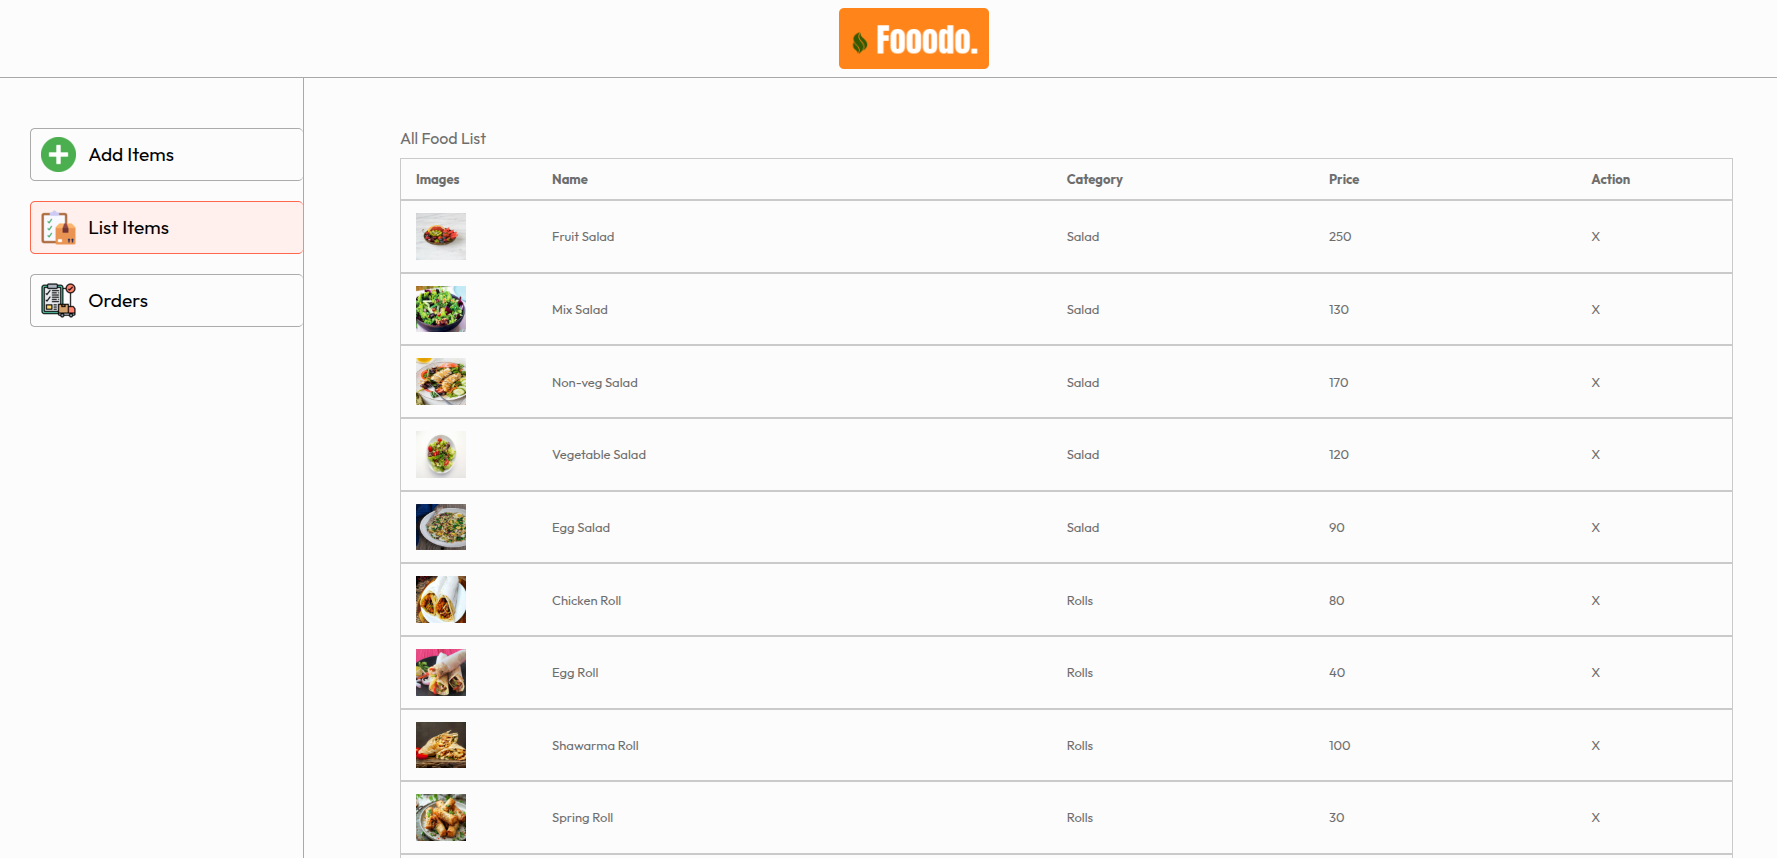 Fooodo.
Add Items
List Items
Orders
All Food List
Images Name Category Price Action
Fruit Salad Salad 250 X
Mix Salad Salad 130 X
Non-veg Salad Salad 170 X
Vegetable Salad Salad 120 X
Egg Salad Salad 90 X
Chicken Roll Rolls 80 X
Egg Roll Rolls 40 X
Shawarma Roll Rolls 100 X
Spring Roll Rolls 30 X